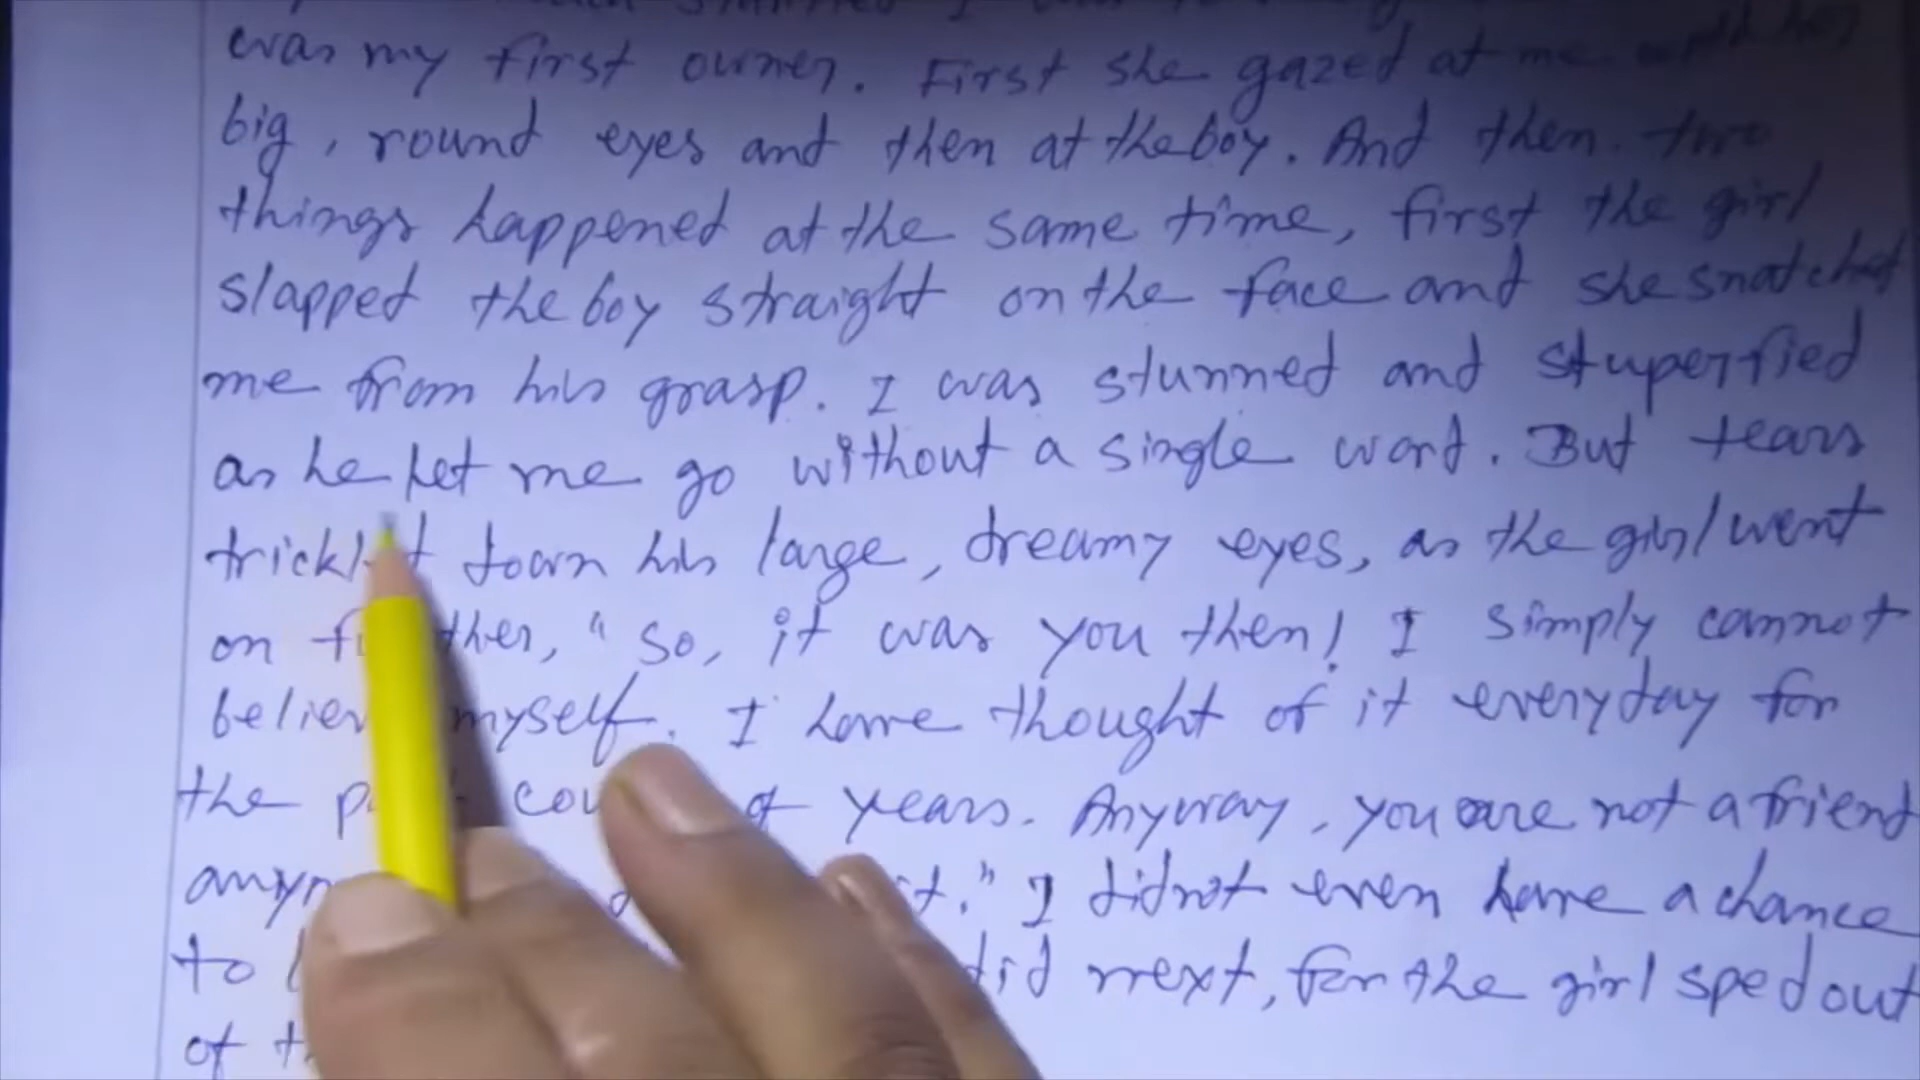 was my first owner. First she gazed at me
big, round eyes and then at the boy. And then two
things happened at the same time, first the girl
slapped the boy straight on the face and she snatched
me from his grasp. I was stunned and stuperfied
as he let me go without a single word. But tears
down his large, dreamy eyes, as the girl went
on "So, it was you then! I simply cannot
myself. I have thought of it everyday for
the of years. Anyway, you are not a friend
I didnot even have a chance
to did next, for the girl sped out
of